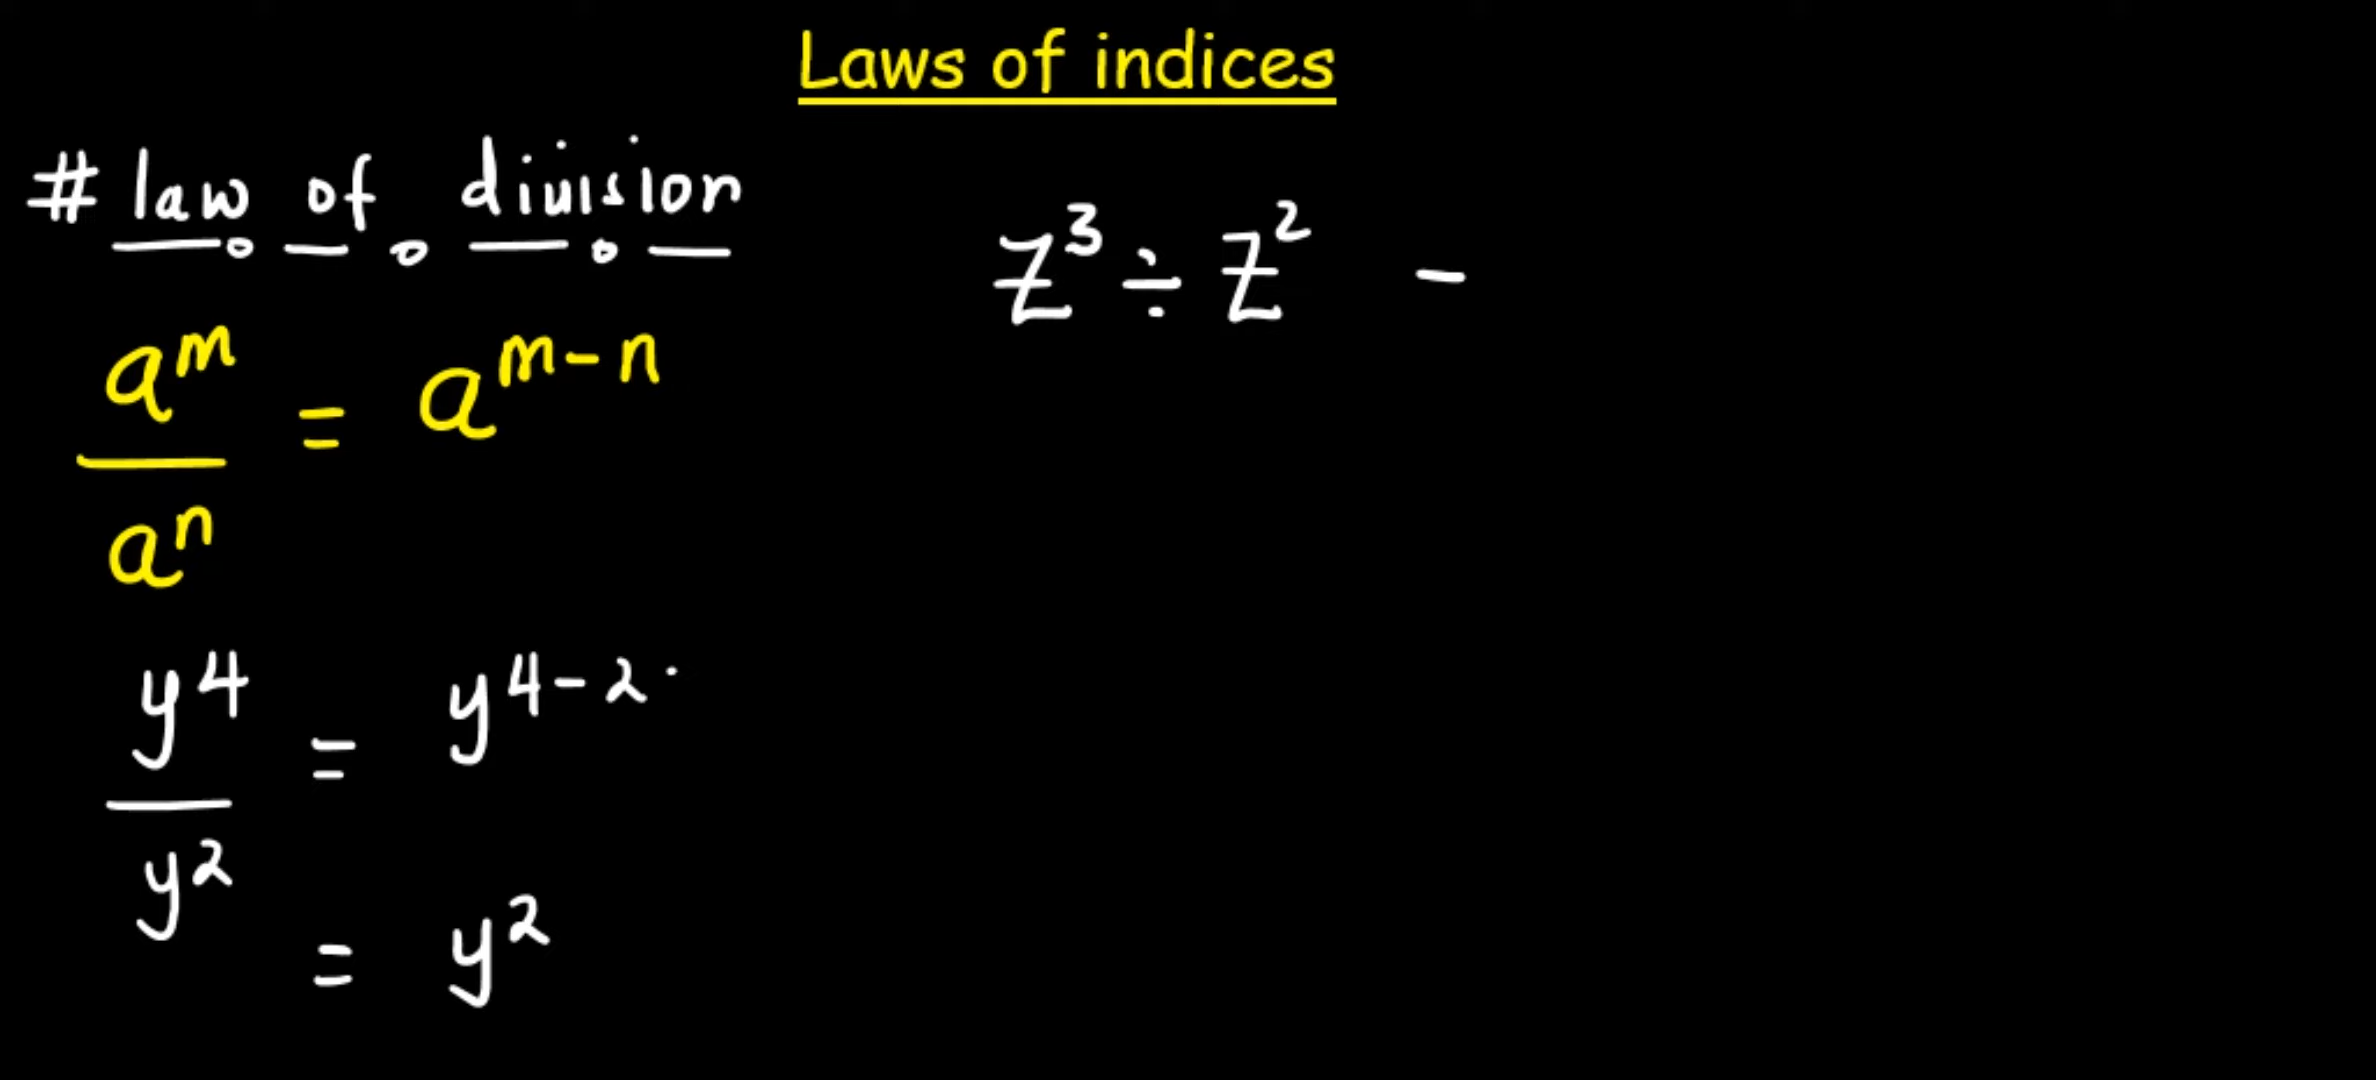 Laws of indices
# law of division
a^m / a^n = a^(m-n)
y^4 / y^2 = y^(4-2)
= y^2
z^3 ÷ z^2 -